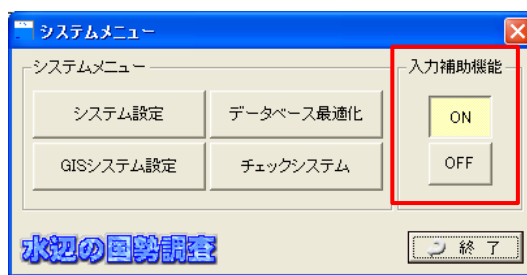 システムメニュー
システムメニュー
入力補助機能
システム設定
データベース最適化
ON
GISシステム設定
チェックシステム
OFF
水辺の国勢調査
終 了